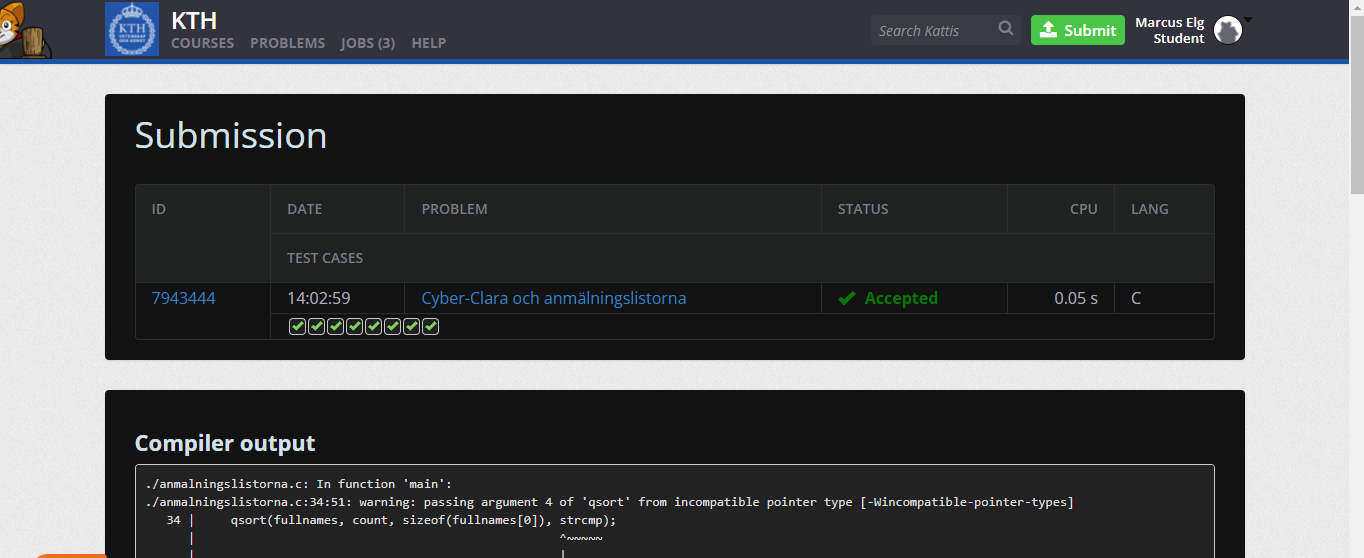 KTH
COURSES PROBLEMS JOBS (3) HELP
Search Kattis
Submit
Marcus Elg
Student
KTH
Submission
ID DATE PROBLEM STATUS CPU LANG
TEST CASES
7943444 14:02:59 Cyber-Clara och anmälningslistorna Accepted 0.05 s C
Compiler output
./anmalningslistorna.c: In function 'main':
./anmalningslistorna.c:34:51: warning: passing argument 4 of 'qsort' from incompatible pointer type [-Wincompatible-pointer-types]
34 | qsort(fullnames, count, sizeof(fullnames[0]), strcmp);
| ^~~~~~
| |